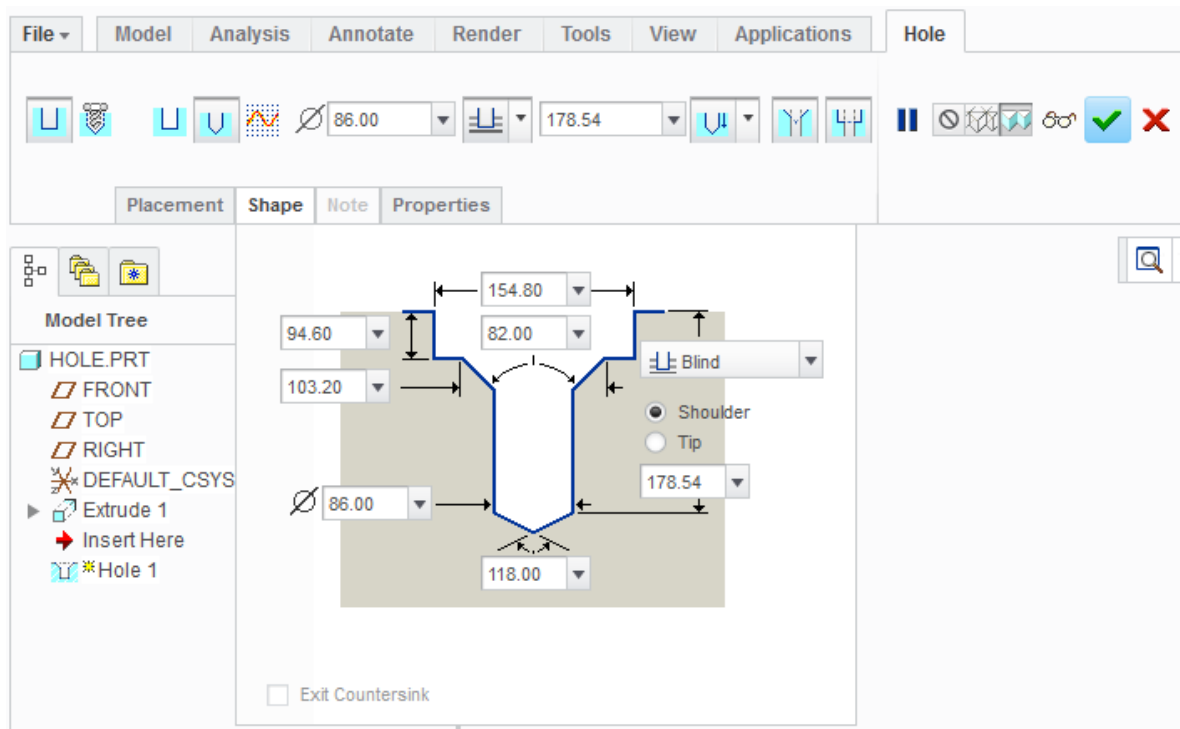 File Model Analysis Annotate Render Tools View Applications Hole
86.00 178.54
Placement Shape Note Properties
Model Tree
HOLE.PRT
FRONT
TOP
RIGHT
DEFAULT_CSYS
Extrude 1
Insert Here
Hole 1
154.80
94.60
82.00
103.20
Blind
Shoulder
Tip
178.54
Ø 86.00
118.00
Exit Countersink